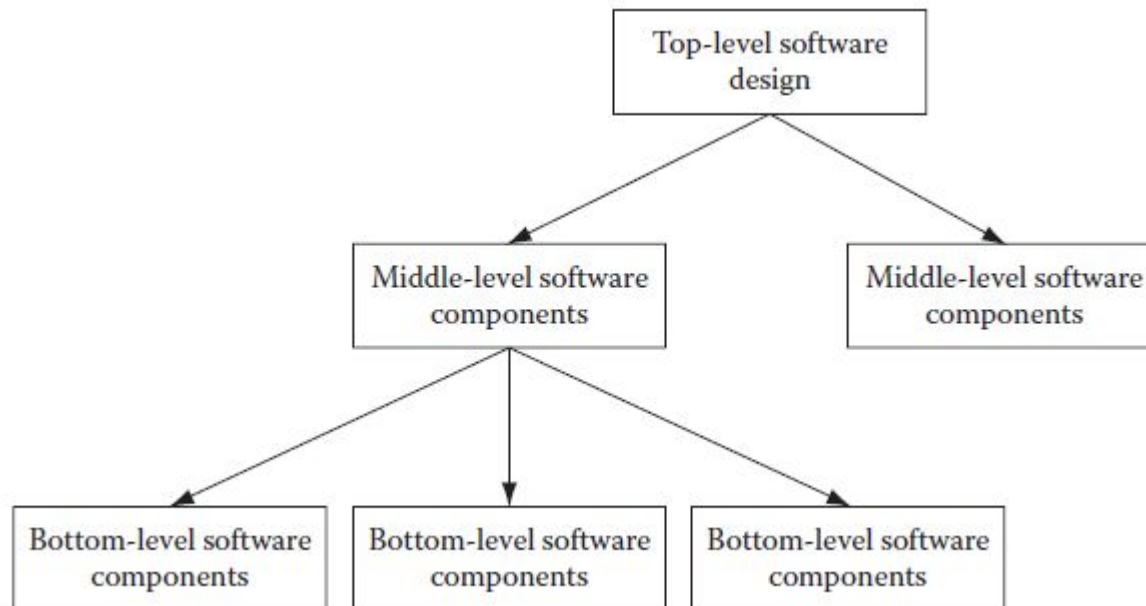 Top-level software
design
Middle-level software
components
Middle-level software
components
Bottom-level software
components
Bottom-level software
components
Bottom-level software
components